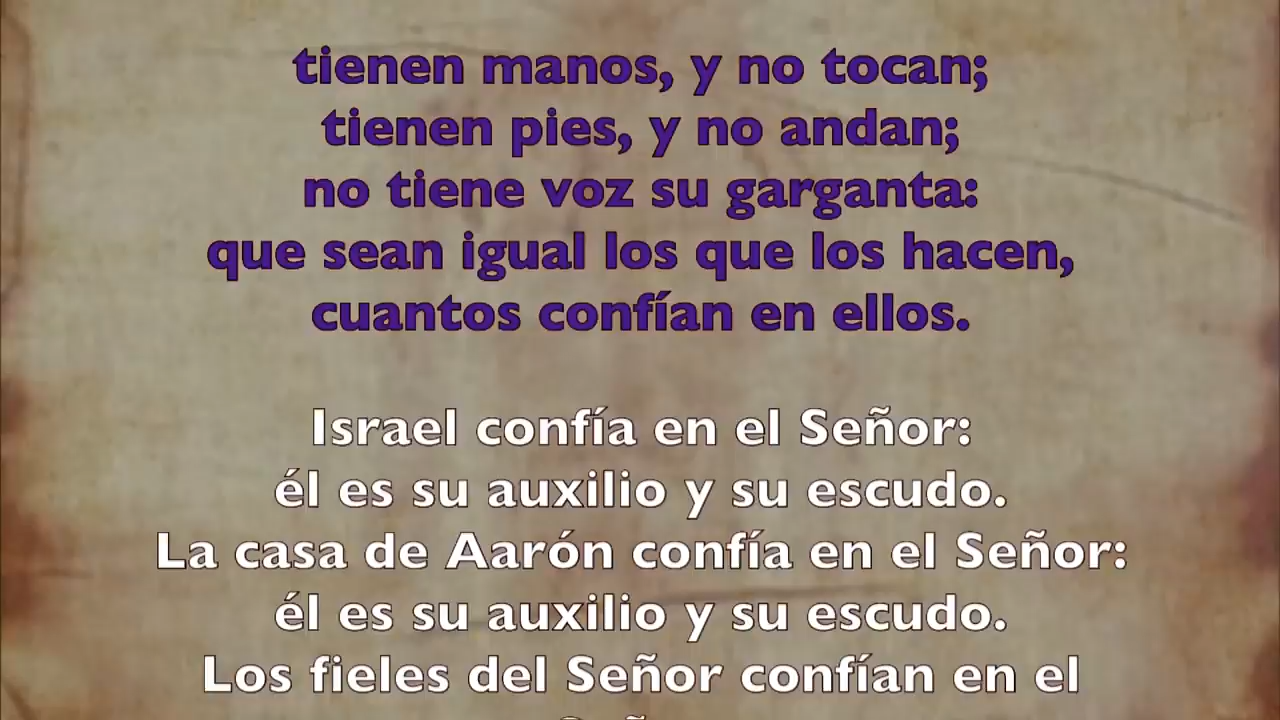 tienen manos, y no tocan;
tienen pies, y no andan;
no tiene voz su garganta:
que sean igual los que los hacen,
cuantos confían en ellos.
Israel confía en el Señor:
él es su auxilio y su escudo.
La casa de Aarón confía en el Señor:
él es su auxilio y su escudo.
Los fieles del Señor confían en el